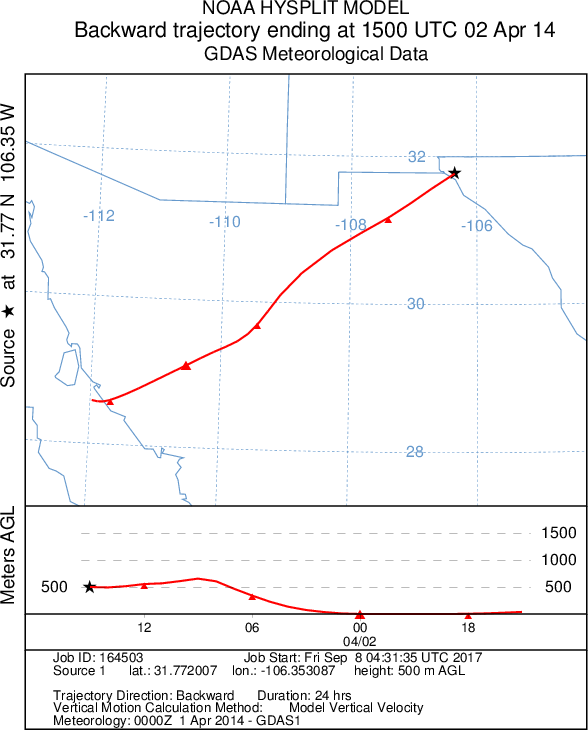 NOAA HYSPLIT MODEL
Backward trajectory ending at 1500 UTC 02 Apr 14
GDAS Meteorological Data
Source ★ at 31.77 N 106.35 W
32
-112
-110
-108
-106
30
28
Meters AGL
1500
1000
500
500
12
06
00
18
04/02
Job ID: 164503 Job Start: Fri Sep 8 04:31:35 UTC 2017
Source 1 lat.: 31.772007 lon.: -106.353087 height: 500 m AGL
Trajectory Direction: Backward Duration: 24 hrs
Vertical Motion Calculation Method: Model Vertical Velocity
Meteorology: 0000Z 1 Apr 2014 - GDAS1